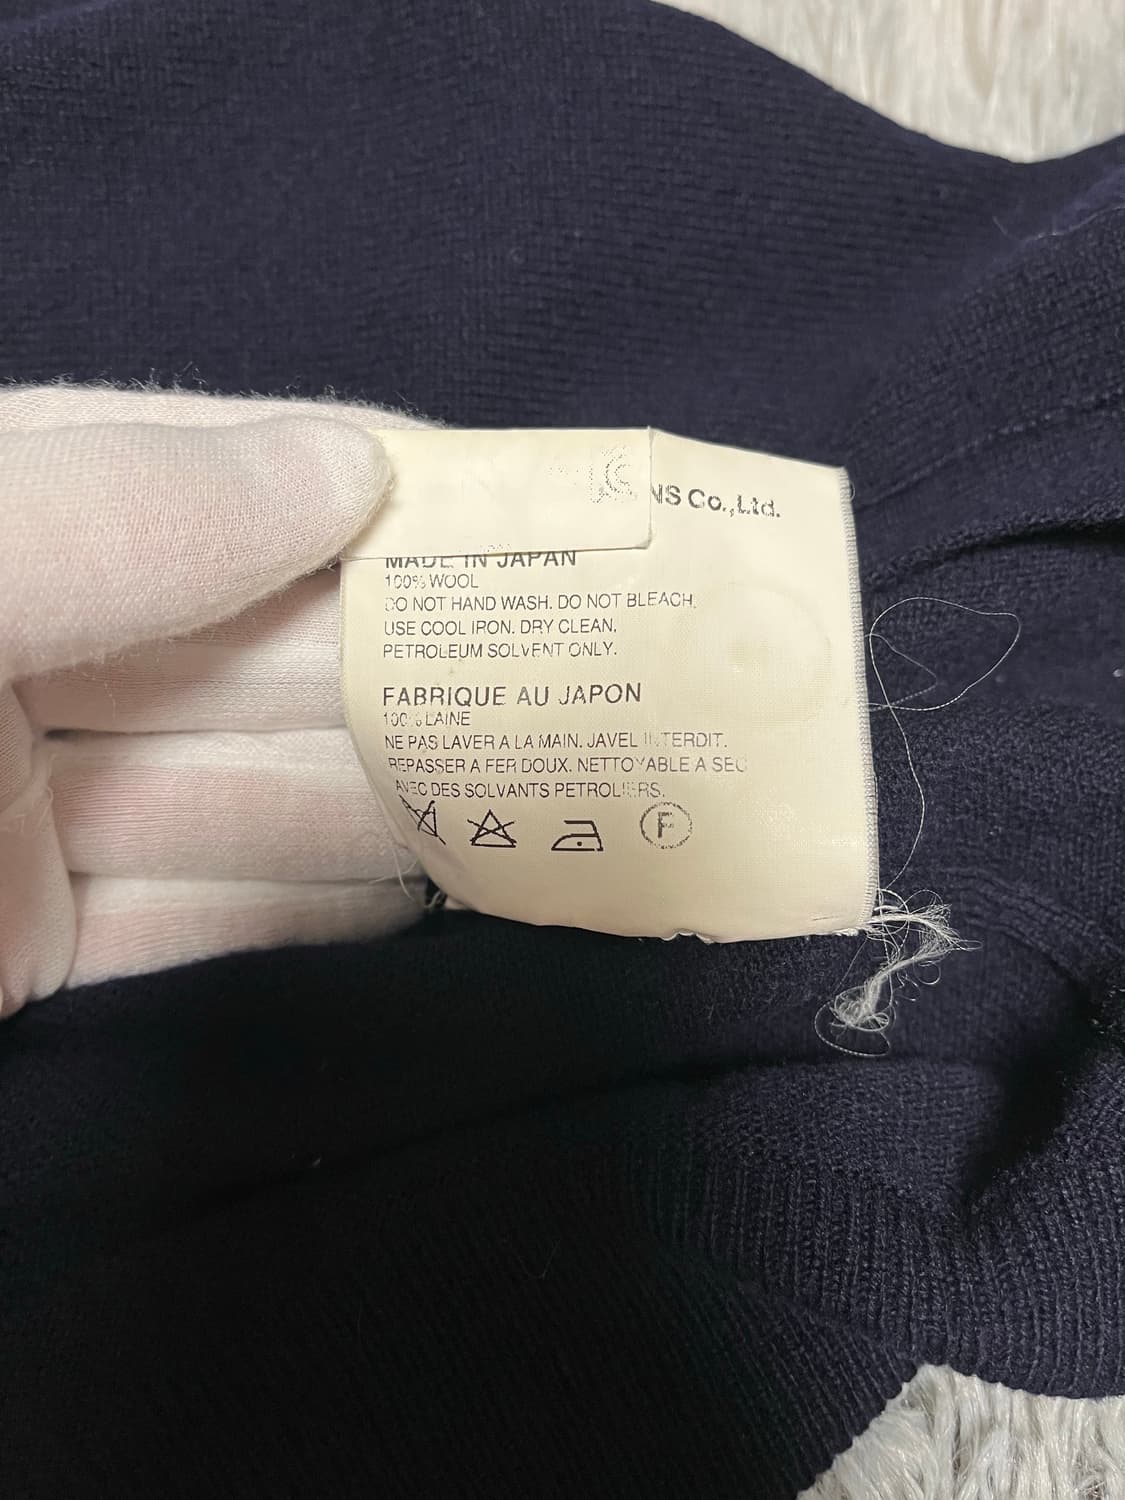 NS Co.,Ltd.
MADE IN JAPAN
100% WOOL
DO NOT HAND WASH. DO NOT BLEACH.
USE COOL IRON. DRY CLEAN.
PETROLEUM SOLVENT ONLY.
FABRIQUE AU JAPON
100% LAINE
NE PAS LAVER A LA MAIN. JAVEL INTERDIT.
REPASSER A FER DOUX. NETTOYABLE A SEC
AVEC DES SOLVANTS PETROLIERS.
F